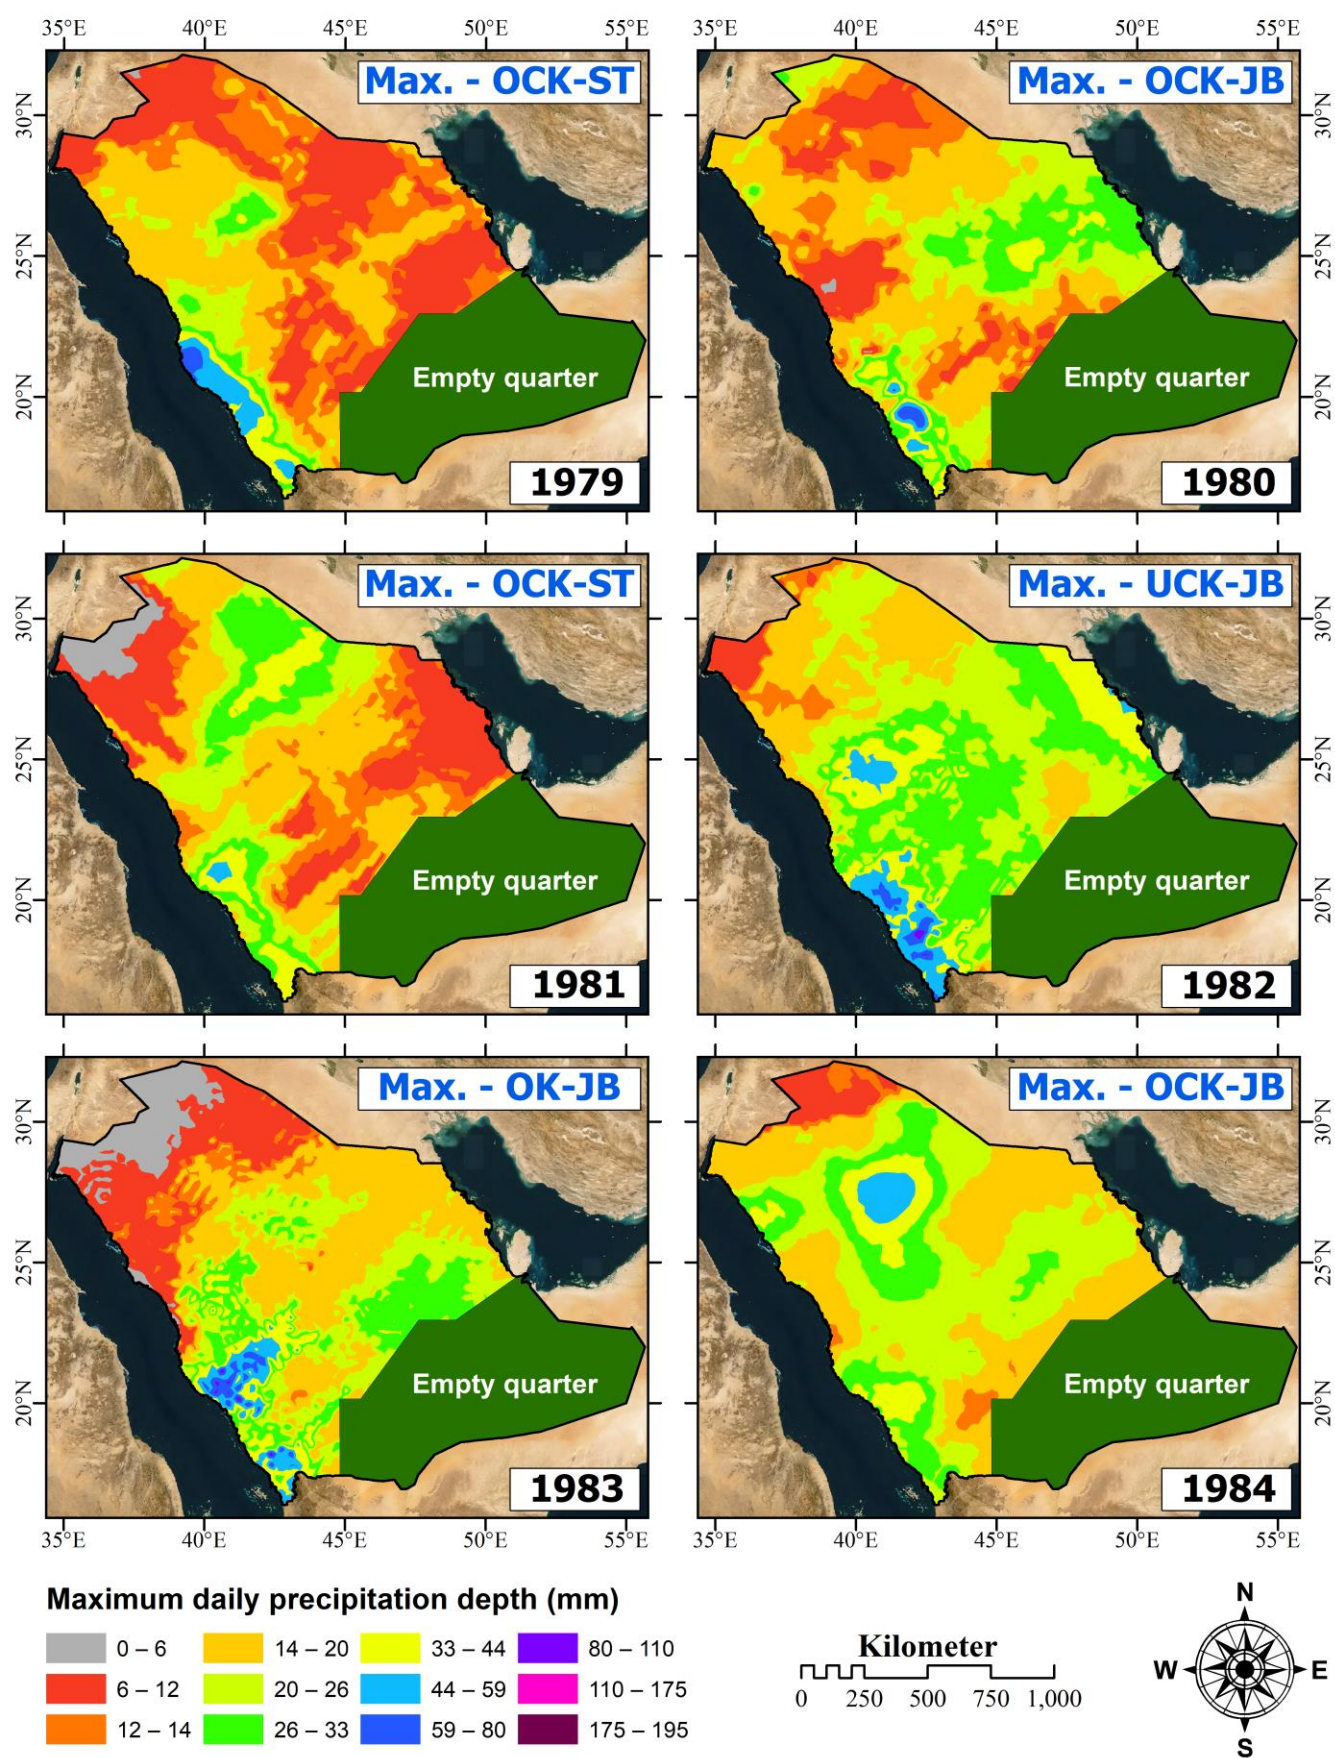 35°E 40°E 45°E 50°E 55°E 35°E 40°E 45°E 50°E 55°E
Max. - OCK-ST
30°N
25°N
20°N
Empty quarter
1979
Max. - OCK-JB
30°N
25°N
20°N
Empty quarter
1980
Max. - OCK-ST
30°N
25°N
20°N
Empty quarter
1981
Max. - UCK-JB
30°N
25°N
20°N
Empty quarter
1982
Max. - OK-JB
30°N
25°N
20°N
Empty quarter
1983
Max. - OCK-JB
30°N
25°N
20°N
Empty quarter
1984
35°E 40°E 45°E 50°E 55°E 35°E 40°E 45°E 50°E 55°E
Maximum daily precipitation depth (mm)
0 – 6 14 – 20 33 – 44 80 – 110
6 – 12 20 – 26 44 – 59 110 – 175
12 – 14 26 – 33 59 – 80 175 – 195
Kilometer
0 250 500 750 1,000
N
W E
S